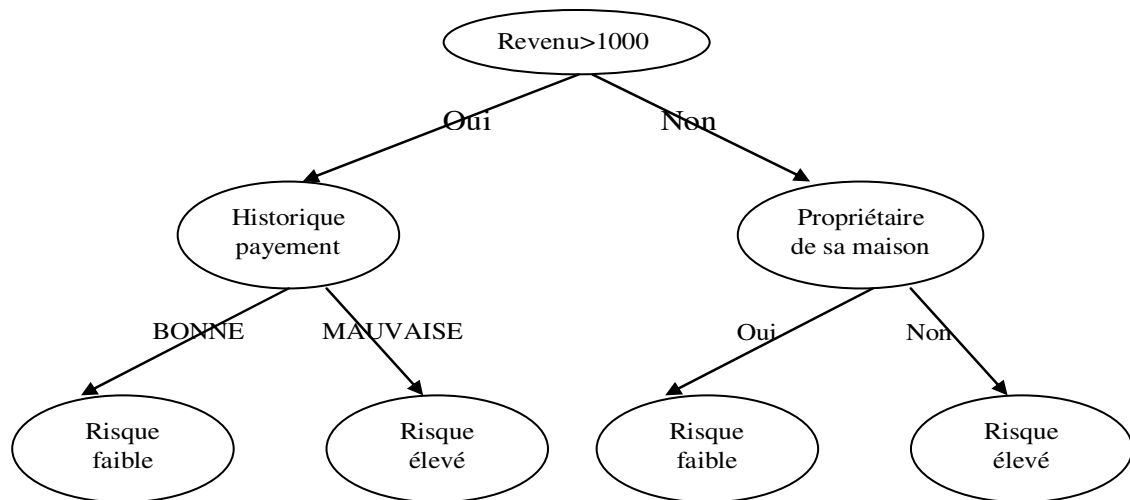 Revenu>1000
Oui
Non
Historique
payement
Propriétaire
de sa maison
BONNE
MAUVAISE
Oui
Non
Risque
faible
Risque
élevé
Risque
faible
Risque
élevé